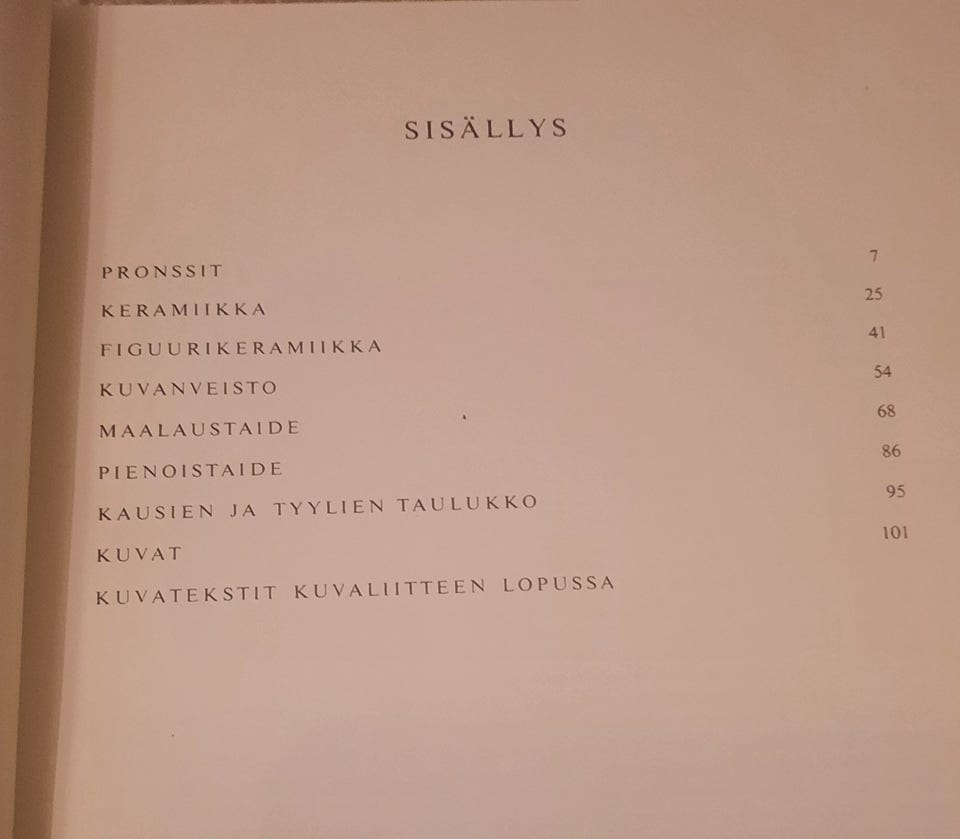 SISÄLLYS
PRONSSIT 7
KERAMIIKKA 25
FIGUURIKERAMIIKKA 41
KUVANVEISTO 54
MAALAUSTAIDE 68
PIENOISTAIDE 86
KAUSIEN JA TYYLIEN TAULUKKO 95
KUVAT 101
KUVATEKSTIT KUVALIITTEEN LOPUSSA